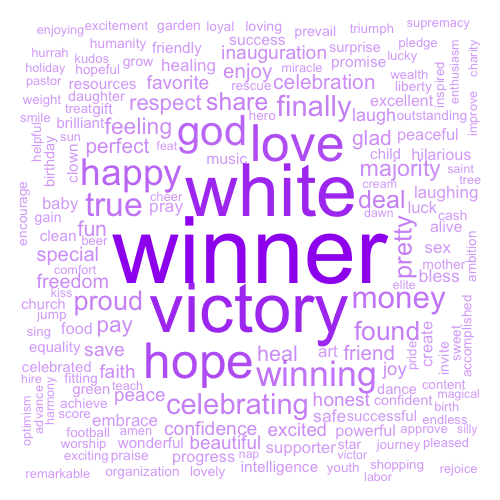 enjoying excitement garden loyal loving supremacy
humanity friendly success prevail triumph
hurrah kudos inauguration surprise pledge
holiday hopeful grow healing miracle promise lucky
pastor resources favorite enjoy celebration wealth enthusiasm
weight daughter rescue liberty inspired charity
treat gift respect share finally excellent
smile brilliant feeling god hero laugh outstanding improve
helpful sun perfect feat love glad peaceful
birthday clown music child hilarious
happy white majority saint
encourage cheer cream laughing tree
baby true pray deal luck
gain dawn cash
clean fun beer winner pretty sex alive ambition
special mother
comfort elite bless
freedom kiss victory money
church proud
jump
sing food pay found pride create invite sweet accomplished
equality save hope heal art friend
celebrated faith winning joy
hire fitting teach dance content
optimism advance harmony green peace magical
achieve celebrating honest confident birth
score embrace safe successful endless
football amen confidence excited powerful approve silly
worship wonderful beautiful supporter star journey pleased
exciting praise progress nap victor
intelligence youth shopping
remarkable organization lovely labor rejoice